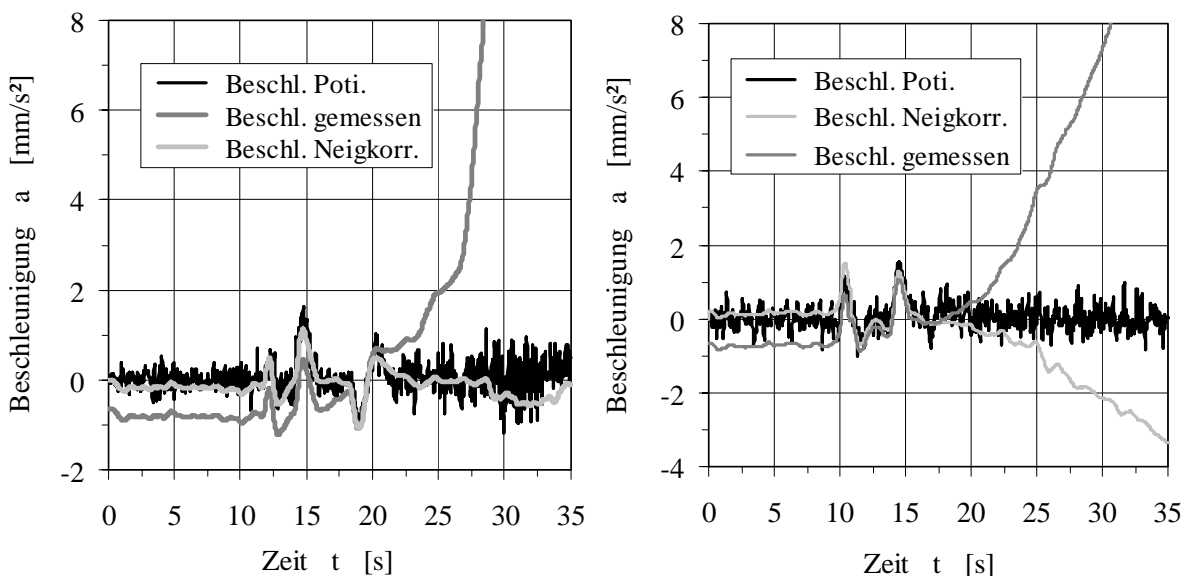 8
6
4
2
0
-2
Beschleunigung a [mm/s²]
Beschl. Poti.
Beschl. gemessen
Beschl. Neigkorr.
0 5 10 15 20 25 30 35
Zeit t [s]
8
6
4
2
0
-2
-4
Beschleunigung a [mm/s²]
Beschl. Poti.
Beschl. Neigkorr.
Beschl. gemessen
0 5 10 15 20 25 30 35
Zeit t [s]